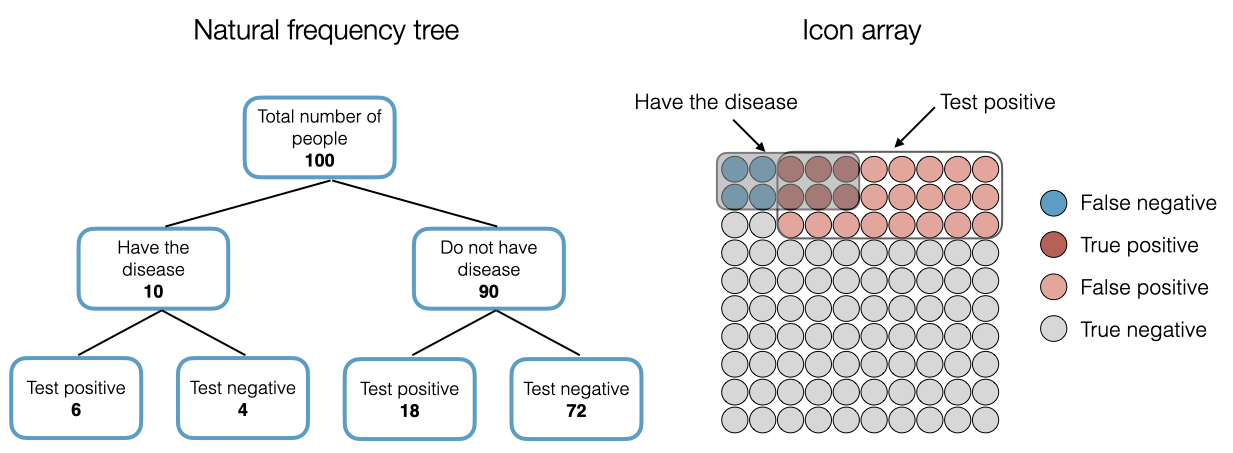 Natural frequency tree
Total number of
people
100
Have the
disease
10
Do not have
disease
90
Test positive
6
Test negative
4
Test positive
18
Test negative
72
Icon array
Have the disease
Test positive
False negative
True positive
False positive
True negative